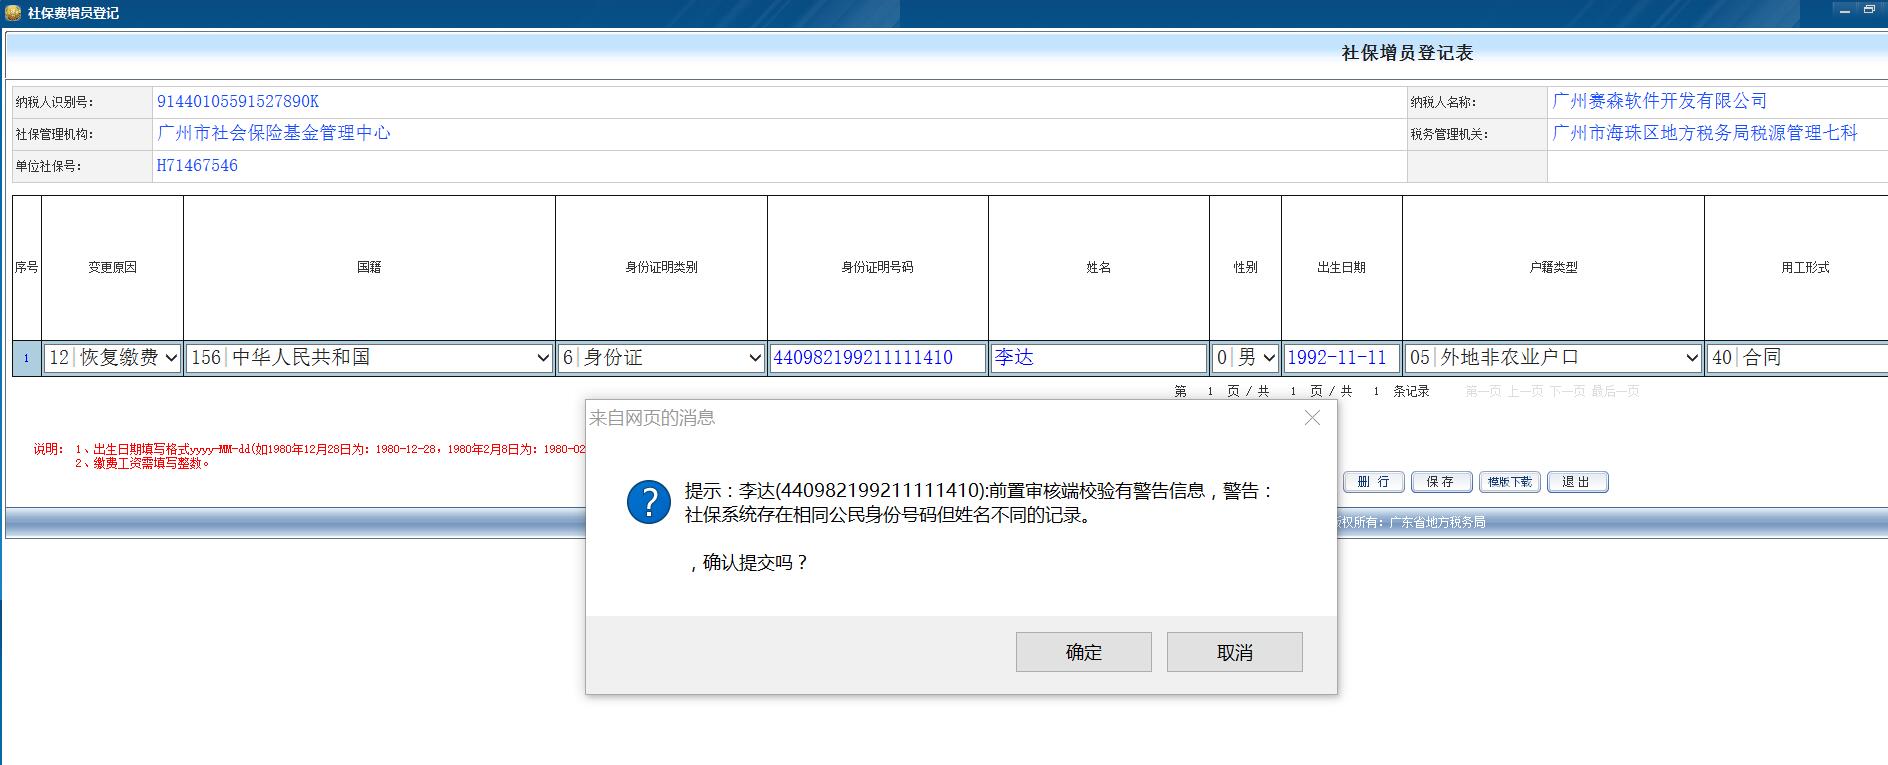 社保费增员登记
社保增员登记表
纳税人识别号： 91440105591527890K 纳税人名称： 广州赛森软件开发有限公司
社保管理机构： 广州市社会保险基金管理中心 税务管理机关： 广州市海珠区地方税务局税源管理七科
单位社保号： H71467546
序号 变更原因 国籍 身份证明类别 身份证明号码 姓名 性别 出生日期 户籍类型 用工形式
1 12|恢复缴费 156|中华人民共和国 6|身份证 440982199211111410 李达 0|男 1992-11-11 05|外地非农业户口 40|合同
第 1 页 / 共 1 页 / 共 1 条记录 第一页 上一页 下一页 最后一页
来自网页的消息
说明： 1、出生日期填写格式yyyy-MM-dd(如1980年12月28日为：1980-12-28，1980年2月8日为：1980-02
2、缴费工资需填写整数。
删 行 保 存 模版下载 退 出
提示：李达(440982199211111410):前置审核端校验有警告信息，警告：
社保系统存在相同公民身份号码但姓名不同的记录。
，确认提交吗？
版权所有：广东省地方税务局
确定 取消